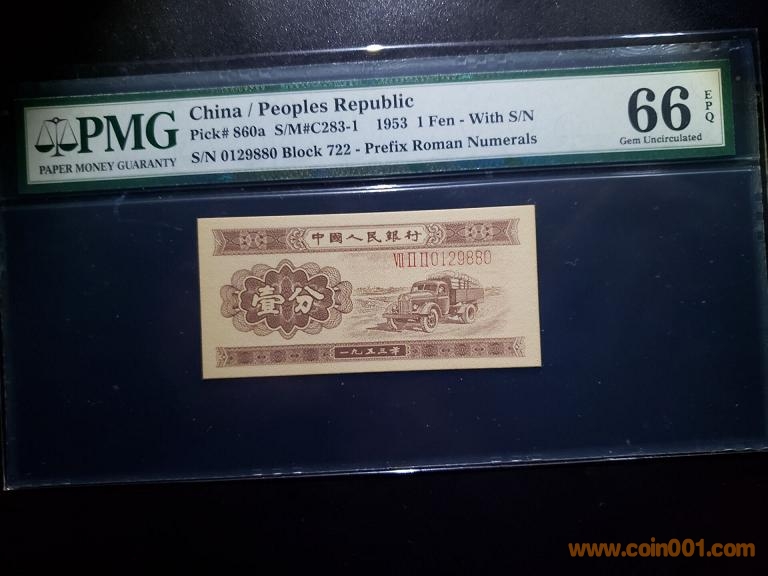 PMG
PAPER MONEY GUARANTY
China / Peoples Republic
Pick# 860a S/M#C283-1 1953 1 Fen - With S/N
S/N 0129880 Block 722 - Prefix Roman Numerals
66
EPQ
Gem Uncirculated
中國人民銀行
VII II II 0129880
壹分
一九五三年
www.coin001.com